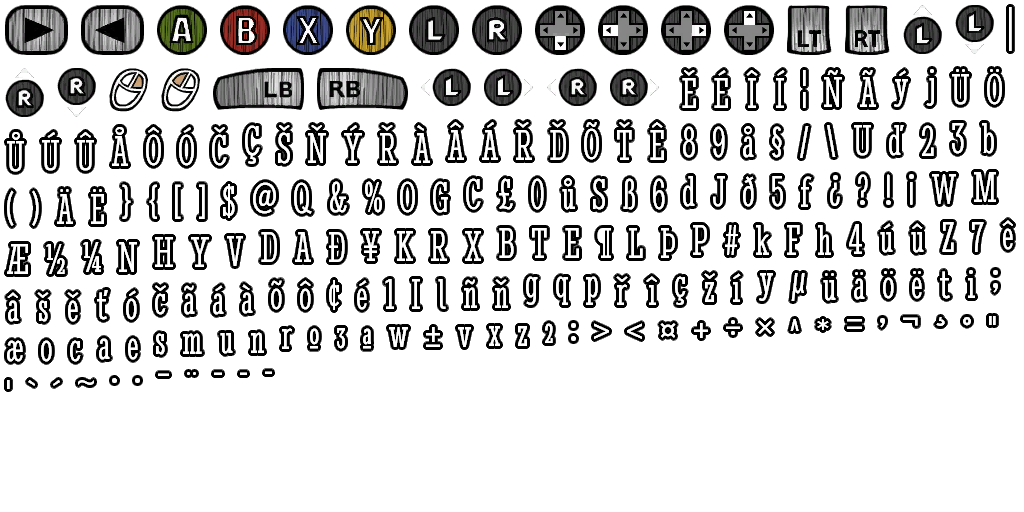 A B X Y L R LT RT L L |
R R LB RB L L R R Ě É Î Í ¦ Ñ Ã ý j Ü Ö
Ů Ú Û Å Ô Ó Č Ç Š Ň Ý Ř À Â Á Ř Ď Õ Ť Ê 8 9 å § / \ U ď 2 3 b
( ) Ä Ë } { [ ] $ @ Q & % O G C £ 0 ů S ß 6 d J ð 5 f ¿ ? ! i W M
Æ ½ ¼ N H Y V D A Đ ¥ K R X B T E ¶ L Þ P # k F h 4 ú û Z 7 ê
â š ě ť ó č ã á à õ ô ¢ é 1 I l ñ ň g q p ř î ç ž í y µ ü ä ö ë t i ;
æ o c a e s m u n r º 3 ª w ± v x z 2 : > < ¤ + ÷ × ^ * = , ¬ ° "
~ ¨ - -